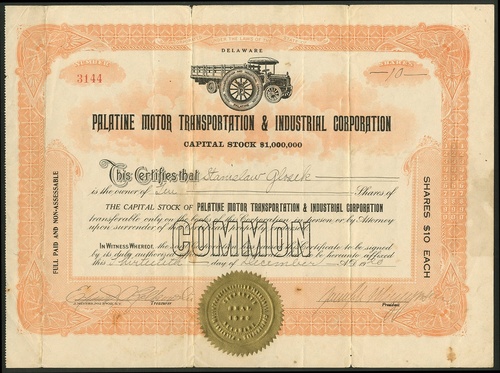 DELAWARE
NUMBER
3144
SHARES
10
PALATINE MOTOR TRANSPORTATION & INDUSTRIAL CORPORATION
CAPITAL STOCK $1,000,000
This Certifies that Stanislaw
is the owner of Ten Shares of
THE CAPITAL STOCK OF PALATINE MOTOR TRANSPORTATION & INDUSTRIAL CORPORATION
transferable only on the books of the Corporation in person or by Attorney
upon surrender of
COMMON
IN WITNESS WHEREOF, the Certificate to be signed
by its duly authorized to be hereunto affixed
this day of December
Treasurer
FULL PAID AND NON-ASSESSABLE
SHARES $10 EACH